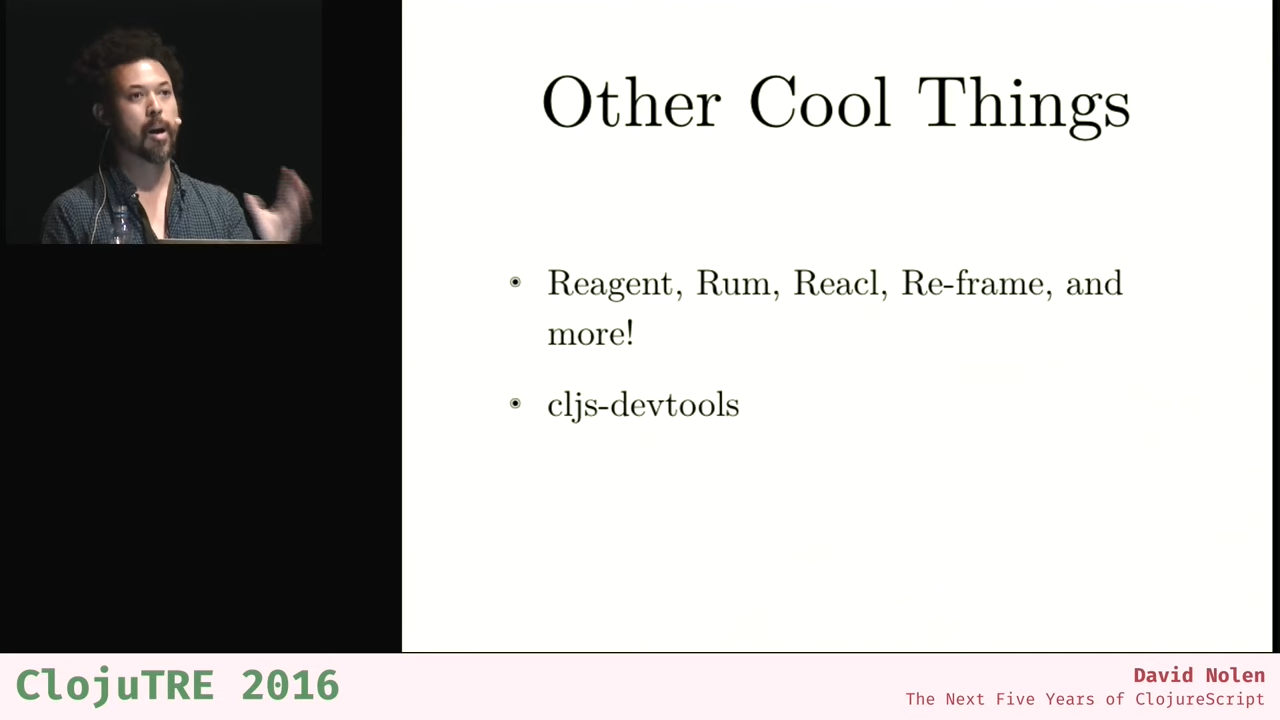 Other Cool Things
Reagent, Rum, Reacl, Re-frame, and
more!
cljs-devtools
ClojuTRE 2016
David Nolen
The Next Five Years of ClojureScript